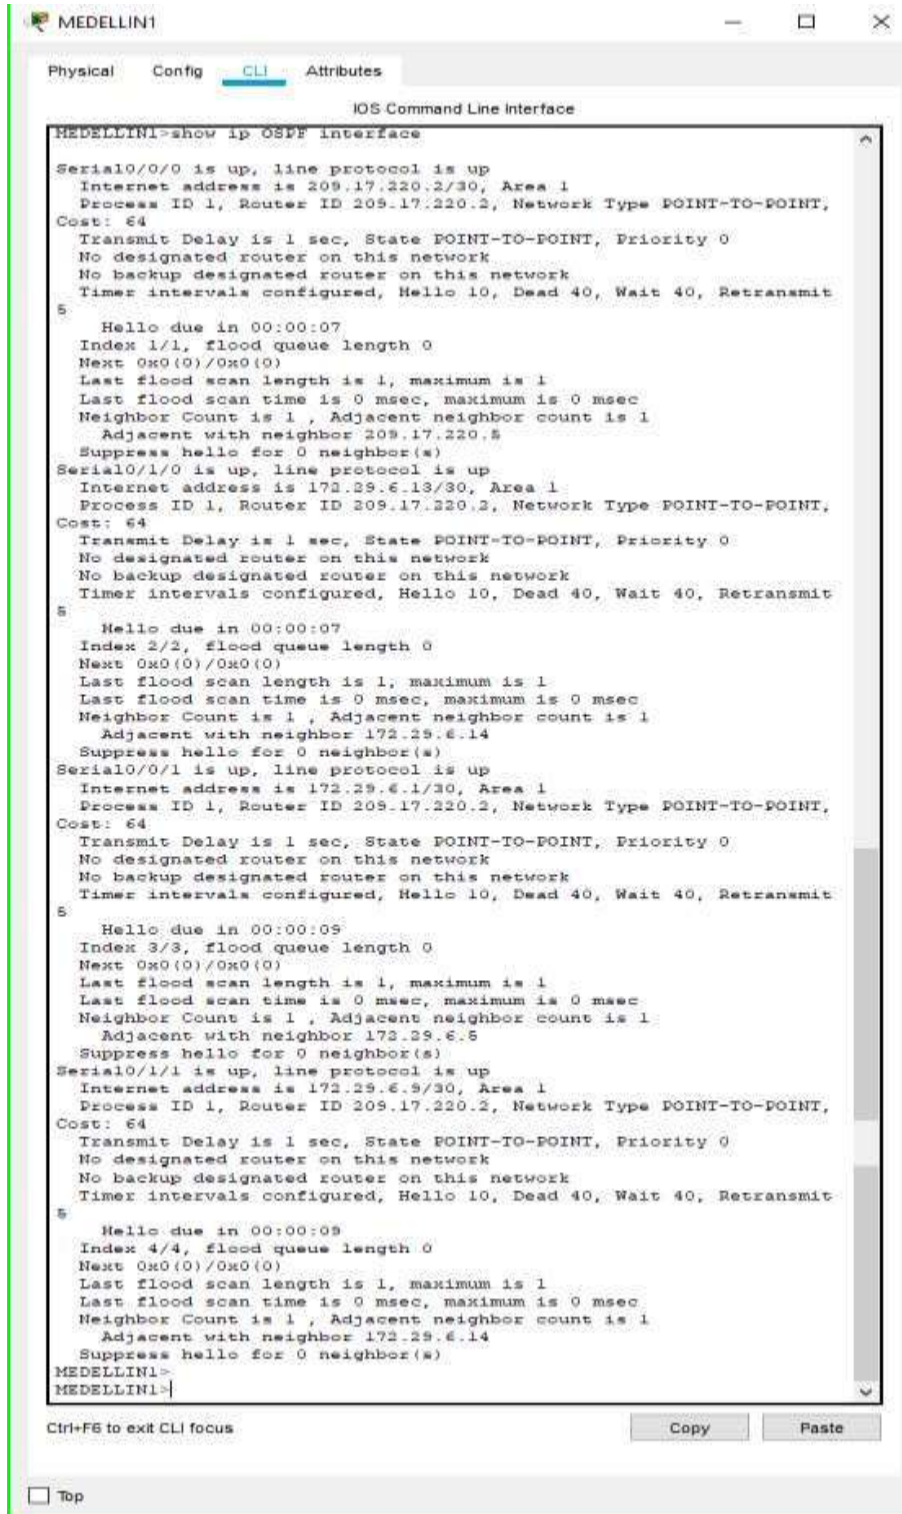 MEDELLIN1
Physical Config CLI Attributes
IOS Command Line Interface
MEDELLIN1>show ip OSPF interface
Serial0/0/0 is up, line protocol is up
Internet address is 209.17.220.2/30, Area 1
Process ID 1, Router ID 209.17.220.2, Network Type POINT-TO-POINT,
Cost: 64
Transmit Delay is 1 sec, State POINT-TO-POINT, Priority 0
No designated router on this network
No backup designated router on this network
Timer intervals configured, Hello 10, Dead 40, Wait 40, Retransmit
5
Hello due in 00:00:07
Index 1/1, flood queue length 0
Next 0x0(0)/0x0(0)
Last flood scan length is 1, maximum is 1
Last flood scan time is 0 msec, maximum is 0 msec
Neighbor Count is 1 , Adjacent neighbor count is 1
Adjacent with neighbor 209.17.220.5
Suppress hello for 0 neighbor(s)
Serial0/1/0 is up, line protocol is up
Internet address is 172.29.6.13/30, Area 1
Process ID 1, Router ID 209.17.220.2, Network Type POINT-TO-POINT,
Cost: 64
Transmit Delay is 1 sec, State POINT-TO-POINT, Priority 0
No designated router on this network
No backup designated router on this network
Timer intervals configured, Hello 10, Dead 40, Wait 40, Retransmit
5
Hello due in 00:00:07
Index 2/2, flood queue length 0
Next 0x0(0)/0x0(0)
Last flood scan length is 1, maximum is 1
Last flood scan time is 0 msec, maximum is 0 msec
Neighbor Count is 1 , Adjacent neighbor count is 1
Adjacent with neighbor 172.29.6.14
Suppress hello for 0 neighbor(s)
Serial0/0/1 is up, line protocol is up
Internet address is 172.29.6.1/30, Area 1
Process ID 1, Router ID 209.17.220.2, Network Type POINT-TO-POINT,
Cost: 64
Transmit Delay is 1 sec, State POINT-TO-POINT, Priority 0
No designated router on this network
No backup designated router on this network
Timer intervals configured, Hello 10, Dead 40, Wait 40, Retransmit
5
Hello due in 00:00:09
Index 3/3, flood queue length 0
Next 0x0(0)/0x0(0)
Last flood scan length is 1, maximum is 1
Last flood scan time is 0 msec, maximum is 0 msec
Neighbor Count is 1 , Adjacent neighbor count is 1
Adjacent with neighbor 172.29.6.5
Suppress hello for 0 neighbor(s)
Serial0/1/1 is up, line protocol is up
Internet address is 172.29.6.9/30, Area 1
Process ID 1, Router ID 209.17.220.2, Network Type POINT-TO-POINT,
Cost: 64
Transmit Delay is 1 sec, State POINT-TO-POINT, Priority 0
No designated router on this network
No backup designated router on this network
Timer intervals configured, Hello 10, Dead 40, Wait 40, Retransmit
5
Hello due in 00:00:09
Index 4/4, flood queue length 0
Next 0x0(0)/0x0(0)
Last flood scan length is 1, maximum is 1
Last flood scan time is 0 msec, maximum is 0 msec
Neighbor Count is 1 , Adjacent neighbor count is 1
Adjacent with neighbor 172.29.6.14
Suppress hello for 0 neighbor(s)
MEDELLIN1>
MEDELLIN1>
Ctrl+F6 to exit CLI focus
Copy Paste
Top